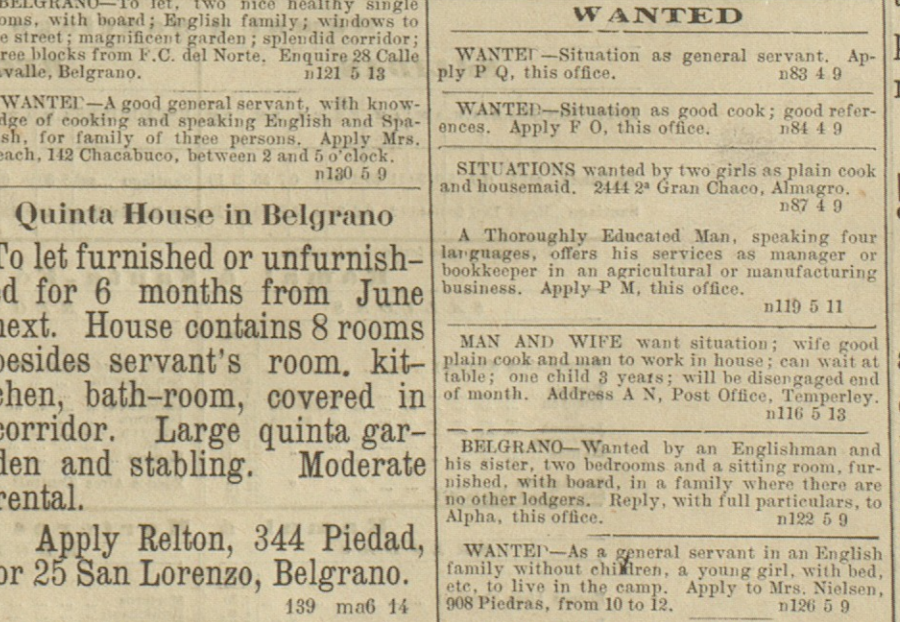 BELGRANO—To let, two nice healthy single
oms, with board; English family; windows to
e street; magnificent garden; splendid corridor;
ree blocks from F.C. del Norte. Enquire 28 Calle
valle, Belgrano. n121 5 13
WANTED—A good general servant, with know-
dge of cooking and speaking English and Spa-
sh, for family of three persons. Apply Mrs.
each, 142 Chacabuco, between 2 and 5 o'clock.
n130 5 9
Quinta House in Belgrano
To let furnished or unfurnish-
ed for 6 months from June
next. House contains 8 rooms
besides servant's room. kit-
chen, bath-room, covered in
corridor. Large quinta gar-
den and stabling. Moderate
rental.
Apply Relton, 344 Piedad,
or 25 San Lorenzo, Belgrano.
139 ma6 14
WANTED
WANTED—Situation as general servant. Ap-
ply P Q, this office. n83 4 9
WANTED—Situation as good cook; good refer-
ences. Apply F O, this office. n84 4 9
SITUATIONS wanted by two girls as plain cook
and housemaid. 2444 2ª Gran Chaco, Almagro.
n87 4 9
A Thoroughly Educated Man, speaking four
languages, offers his services as manager or
bookkeeper in an agricultural or manufacturing
business. Apply P M, this office.
n119 5 11
MAN AND WIFE want situation; wife good
plain cook and man to work in house; can wait at
table; one child 3 years; will be disengaged end
of month. Address A N, Post Office, Temperley.
n116 5 13
BELGRANO—Wanted by an Englishman and
his sister, two bedrooms and a sitting room, fur-
nished, with board, in a family where there are
no other lodgers. Reply, with full particulars, to
Alpha, this office. n122 5 9
WANTED—As a general servant in an English
family without children, a young girl, with bed,
etc, to live in the camp. Apply to Mrs. Nielsen,
908 Piedras, from 10 to 12. n126 5 9